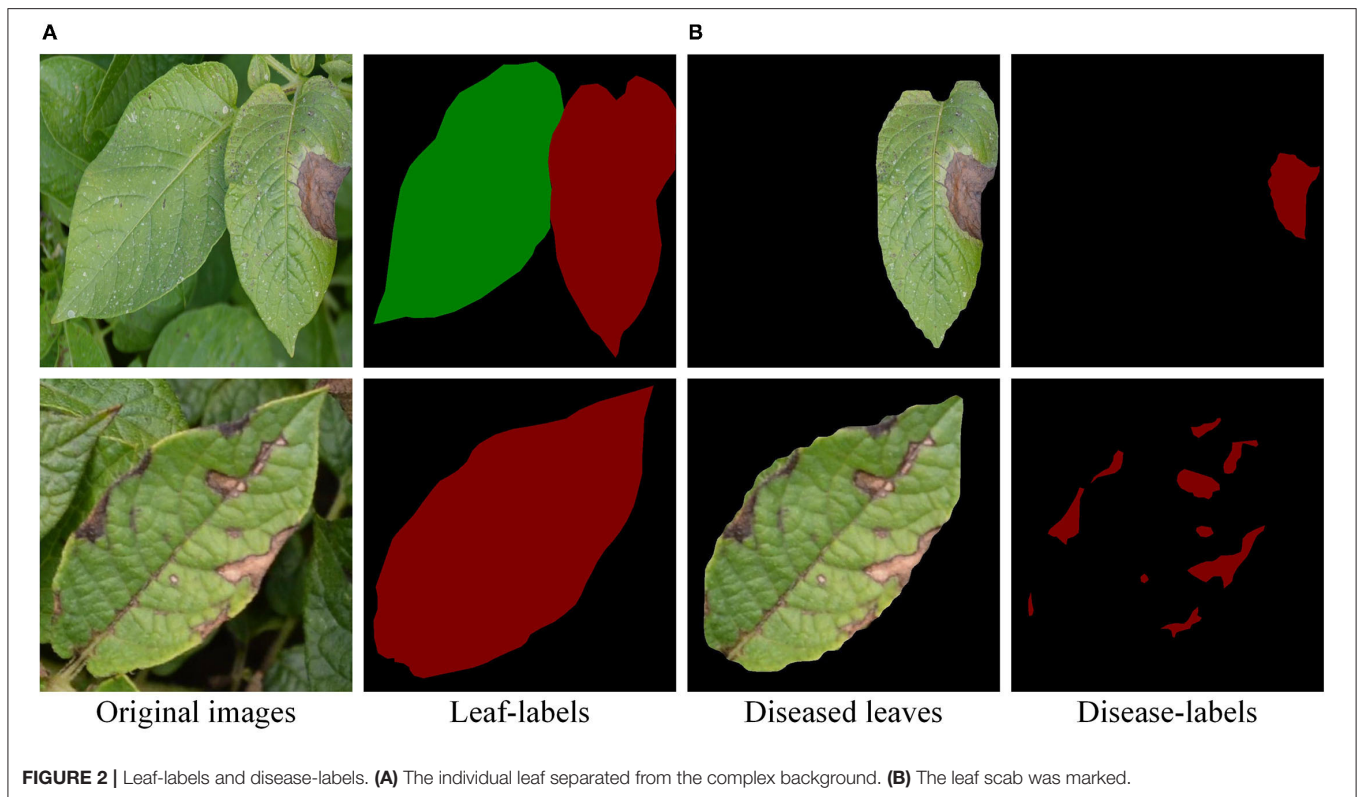 A
B
Original images
Leaf-labels
Diseased leaves
Disease-labels
FIGURE 2 | Leaf-labels and disease-labels. (A) The individual leaf separated from the complex background. (B) The leaf scab was marked.